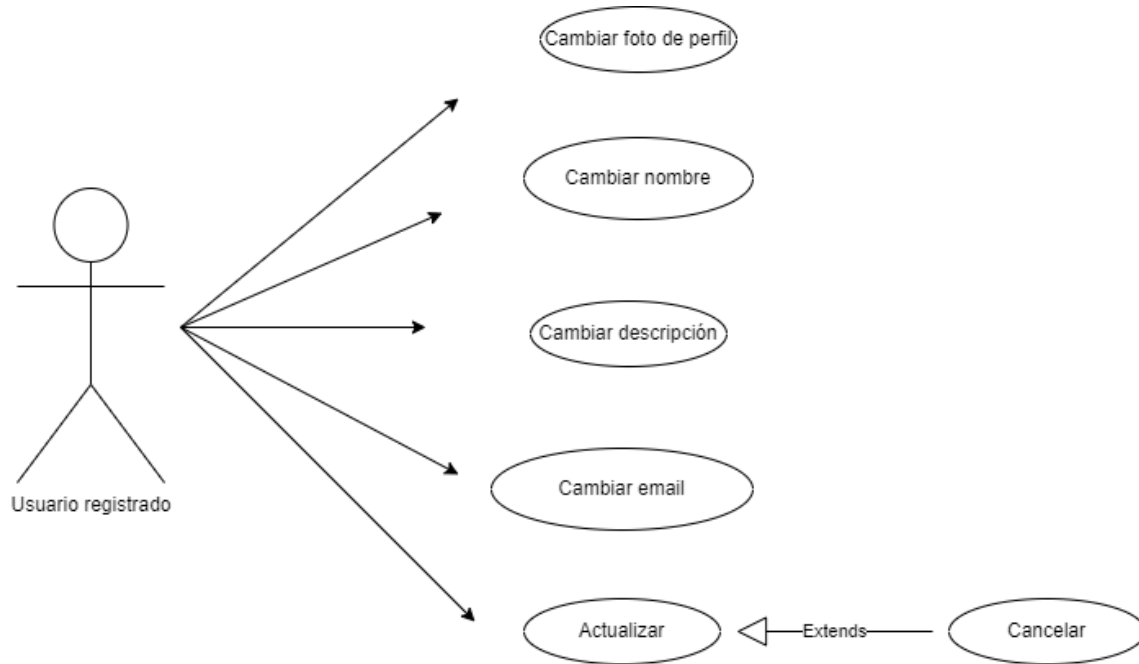 Cambiar foto de perfil
Cambiar nombre
Cambiar descripción
Cambiar email
Usuario registrado
Actualizar
Extends
Cancelar